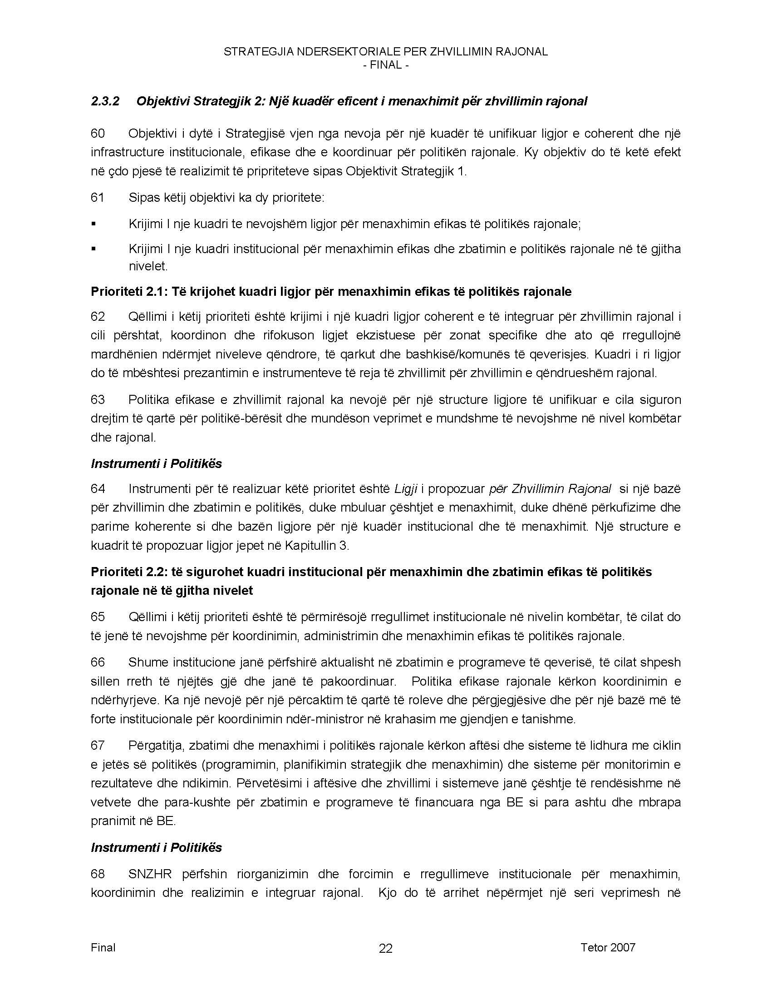 STRATEGJIA NDERSEKTORIALE PER ZHVILLIMIN RAJONAL
- FINAL -
2.3.2 Objektivi Strategjik 2: Një kuadër eficent i menaxhimit për zhvillimin rajonal
60 Objektivi i dytë i Strategjisë vjen nga nevoja për një kuadër të unifikuar ligjor e coherent dhe një
infrastructure institucionale, efikase dhe e koordinuar për politikën rajonale. Ky objektiv do të ketë efekt
në çdo pjesë të realizimit të pripriteteve sipas Objektivit Strategjik 1.
61 Sipas këtij objektivi ka dy prioritete:
▪ Krijimi I nje kuadri te nevojshëm ligjor për menaxhimin efikas të politikës rajonale;
▪ Krijimi I nje kuadri institucional për menaxhimin efikas dhe zbatimin e politikës rajonale në të gjitha
nivelet.
Prioriteti 2.1: Të krijohet kuadri ligjor për menaxhimin efikas të politikës rajonale
62 Qëllimi i këtij prioriteti është krijimi i një kuadri ligjor coherent e të integruar për zhvillimin rajonal i
cili përshtat, koordinon dhe rifokuson ligjet ekzistuese për zonat specifike dhe ato që rregullojnë
mardhënien ndërmjet niveleve qëndrore, të qarkut dhe bashkisë/komunës të qeverisjes. Kuadri i ri ligjor
do të mbështesi prezantimin e instrumenteve të reja të zhvillimit për zhvillimin e qëndrueshëm rajonal.
63 Politika efikase e zhvillimit rajonal ka nevojë për një structure ligjore të unifikuar e cila siguron
drejtim të qartë për politikë-bërësit dhe mundëson veprimet e mundshme të nevojshme në nivel kombëtar
dhe rajonal.
Instrumenti i Politikës
64 Instrumenti për të realizuar këtë prioritet është Ligji i propozuar për Zhvillimin Rajonal si një bazë
për zhvillimin dhe zbatimin e politikës, duke mbuluar çështjet e menaxhimit, duke dhënë përkufizime dhe
parime koherente si dhe bazën ligjore për një kuadër institucional dhe të menaxhimit. Një structure e
kuadrit të propozuar ligjor jepet në Kapitullin 3.
Prioriteti 2.2: të sigurohet kuadri institucional për menaxhimin dhe zbatimin efikas të politikës
rajonale në të gjitha nivelet
65 Qëllimi i këtij prioriteti është të përmirësojë rregullimet institucionale në nivelin kombëtar, të cilat do
të jenë të nevojshme për koordinimin, administrimin dhe menaxhimin efikas të politikës rajonale.
66 Shume institucione janë përfshirë aktualisht në zbatimin e programeve të qeverisë, të cilat shpesh
sillen rreth të njëjtës gjë dhe janë të pakoordinuar. Politika efikase rajonale kërkon koordinimin e
ndërhyrjeve. Ka një nevojë për një përcaktim të qartë të roleve dhe përgjegjësive dhe për një bazë më të
forte institucionale për koordinimin ndër-ministror në krahasim me gjendjen e tanishme.
67 Përgatitja, zbatimi dhe menaxhimi i politikës rajonale kërkon aftësi dhe sisteme të lidhura me ciklin
e jetës së politikës (programimin, planifikimin strategjik dhe menaxhimin) dhe sisteme për monitorimin e
rezultateve dhe ndikimin. Përvetësimi i aftësive dhe zhvillimi i sistemeve janë çështje të rendësishme në
vetvete dhe para-kushte për zbatimin e programeve të financuara nga BE si para ashtu dhe mbrapa
pranimit në BE.
Instrumenti i Politikës
68 SNZHR përfshin riorganizimin dhe forcimin e rregullimeve institucionale për menaxhimin,
koordinimin dhe realizimin e integruar rajonal. Kjo do të arrihet nëpërmjet një seri veprimesh në
Final 22 Tetor 2007